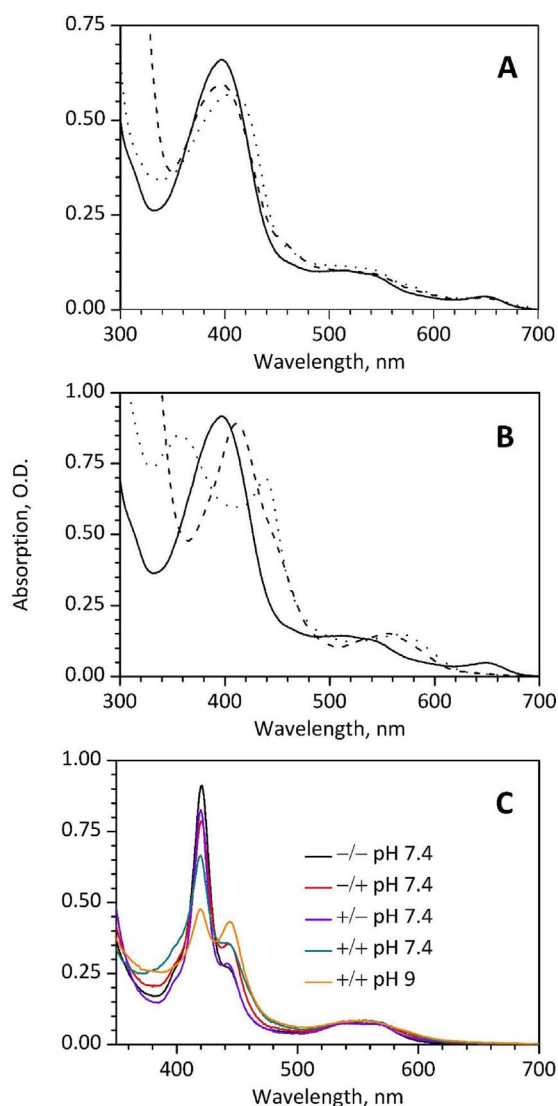 0.75
A
0.50
0.25
0.00
300 400 500 600 700
Wavelength, nm
1.00
B
0.75
0.50
0.25
0.00
300 400 500 600 700
Wavelength, nm
Absorption, O.D.
1.00
C
0.75
−/− pH 7.4
−/+ pH 7.4
0.50
+/− pH 7.4
+/+ pH 7.4
0.25
+/+ pH 9
0.00
400 500 600 700
Wavelength, nm